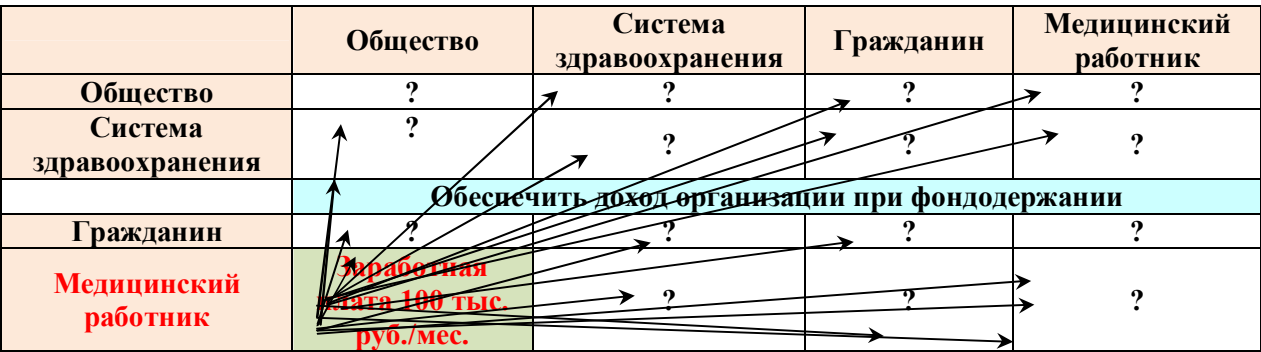 Общество Система здравоохранения Гражданин Медицинский работник
Общество ? ? ? ?
Система здравоохранения ? ? ? ?
Обеспечить доход организации при фондодержании
Гражданин ? ? ? ?
Медицинский работник Заработная плата 100 тыс. руб./мес. ? ? ?